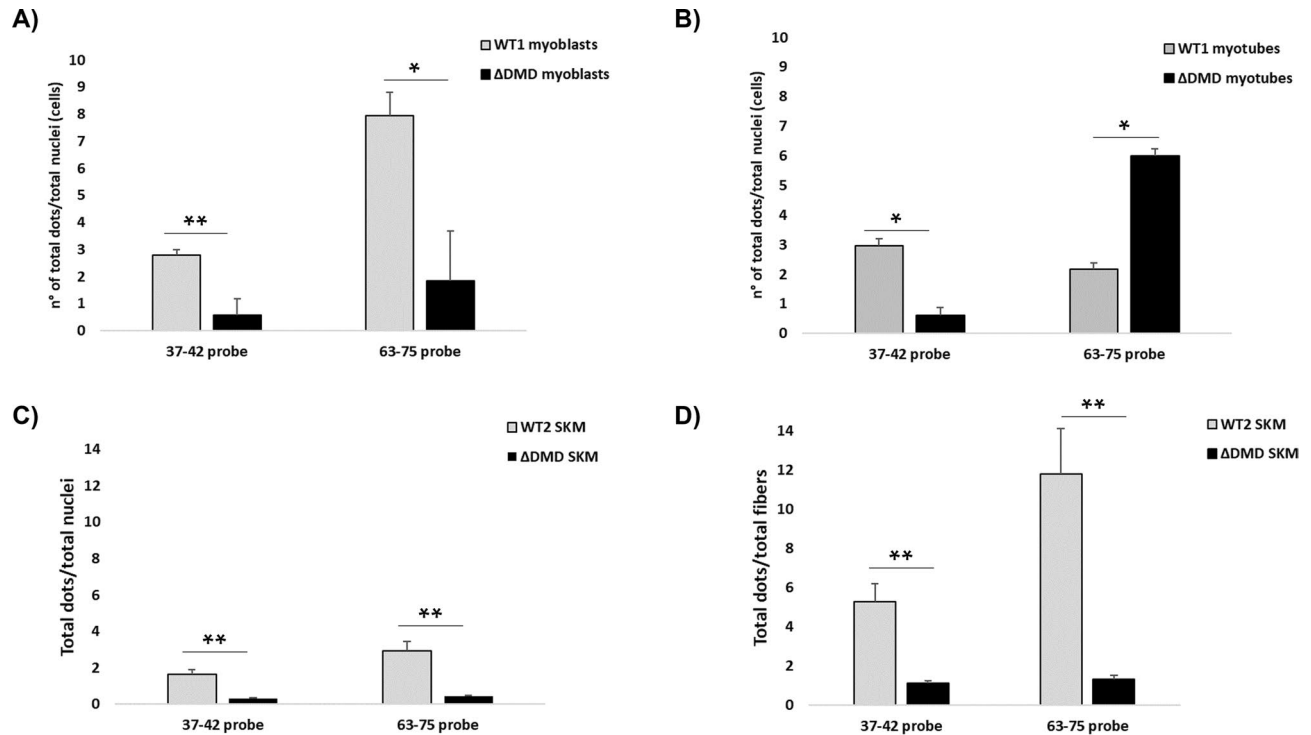 A)
WT1 myoblasts
ΔDMD myoblasts
n° of total dots/total nuclei (cells)
10
9
8
7
6
5
4
3
2
1
0
**
*
37-42 probe
63-75 probe
B)
WT1 myotubes
ΔDMD myotubes
n° of total dots/total nuclei (cells)
10
9
8
7
6
5
4
3
2
1
0
*
*
37-42 probe
63-75 probe
C)
WT2 SKM
ΔDMD SKM
Total dots/total nuclei
14
12
10
8
6
4
2
0
**
**
37-42 probe
63-75 probe
D)
WT2 SKM
ΔDMD SKM
Total dots/total fibers
14
12
10
8
6
4
2
0
**
**
37-42 probe
63-75 probe